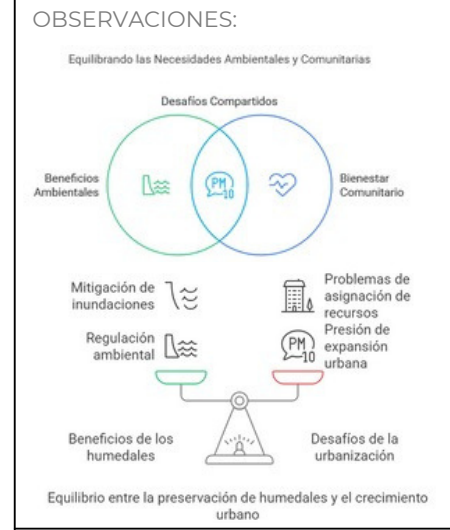 OBSERVACIONES:
Equilibrando las Necesidades Ambientales y Comunitarias
Desafíos Compartidos
Beneficios
Ambientales
PM
10
Bienestar
Comunitario
Mitigación de
inundaciones
Problemas de
asignación de
recursos
Regulación
ambiental
PM
10
Presión de
expansión
urbana
Beneficios de los
humedales
Desafíos de la
urbanización
Equilibrio entre la preservación de humedales y el crecimiento
urbano